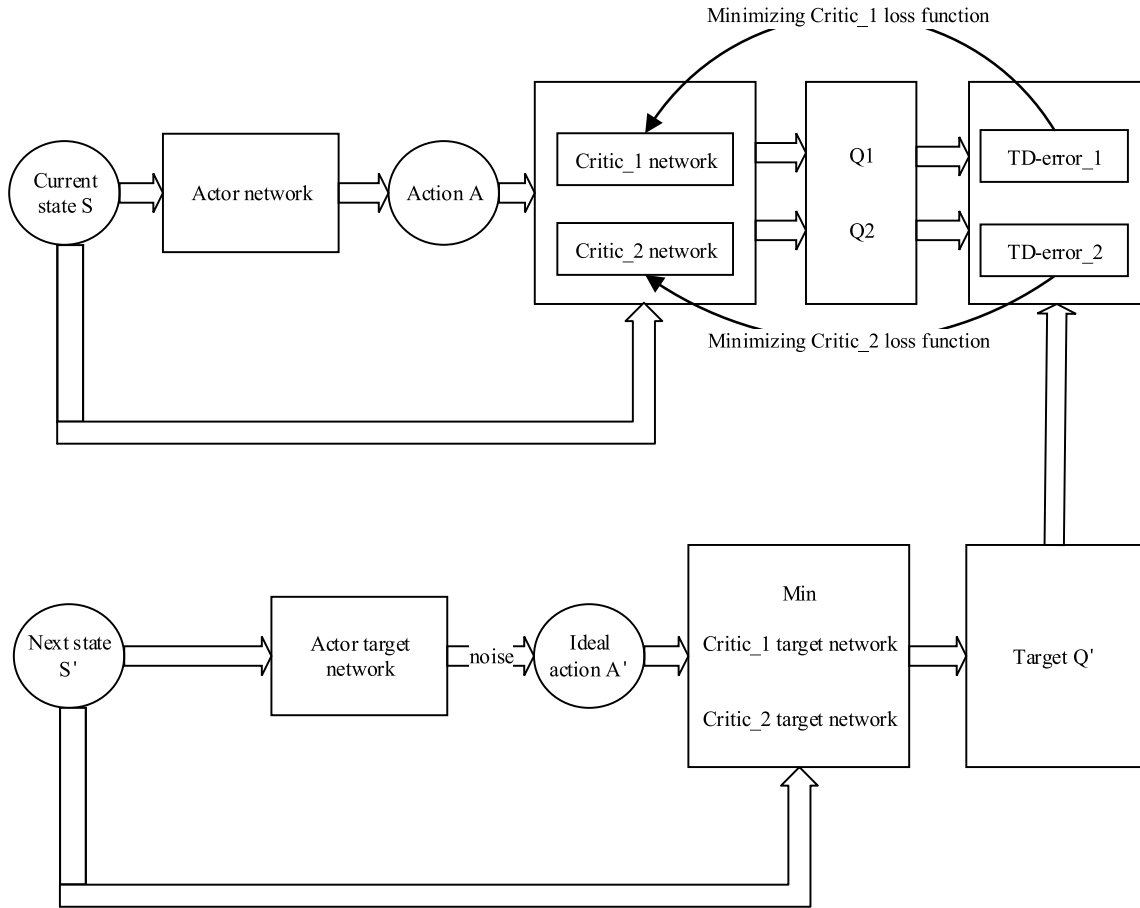 Minimizing Critic_1 loss function
Current
state S
Actor network
Action A
Critic_1 network
Critic_2 network
Q1
Q2
TD-error_1
TD-error_2
Minimizing Critic_2 loss function
Next state
S'
Actor target
network
noise
Ideal
action A'
Min
Critic_1 target network
Critic_2 target network
Target Q'